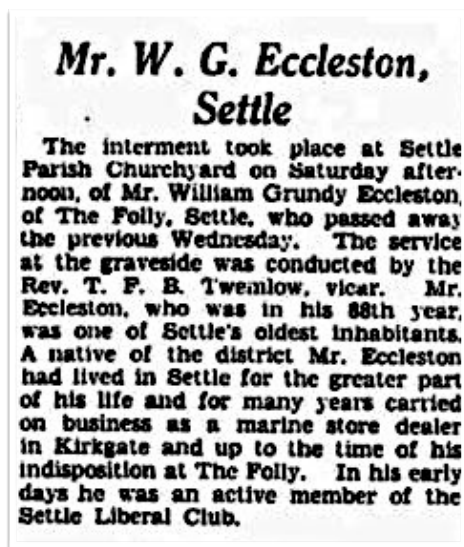 Mr. W. G. Eccleston,
Settle
The interment took place at Settle
Parish Churchyard on Saturday after-
noon, of Mr. William Grundy Eccleston,
of The Folly, Settle, who passed away
the previous Wednesday. The service
at the graveside was conducted by the
Rev. T. P. B. Twemlow, vicar. Mr.
Eccleston, who was in his 88th year,
was one of Settle's oldest inhabitants.
A native of the district Mr. Eccleston
had lived in Settle for the greater part
of his life and for many years carried
on business as a marine store dealer
in Kirkgate and up to the time of his
indisposition at The Folly. In his early
days he was an active member of the
Settle Liberal Club.